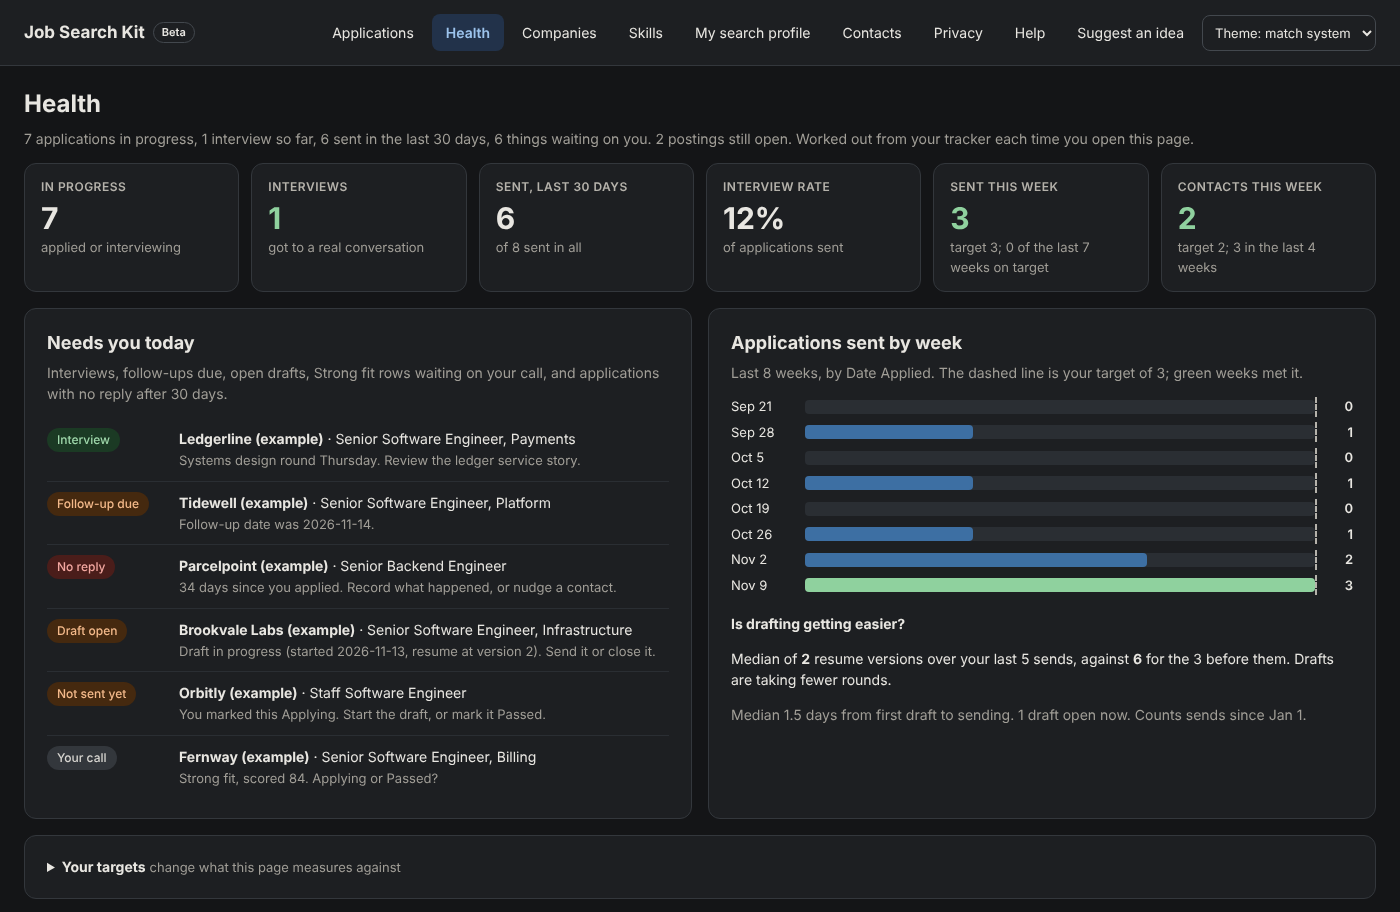 Job Search Kit Beta
Applications Health Companies Skills My search profile Contacts Privacy Help Suggest an idea Theme: match system
Health
7 applications in progress, 1 interview so far, 6 sent in the last 30 days, 6 things waiting on you. 2 postings still open. Worked out from your tracker each time you open this page.
IN PROGRESS
7
applied or interviewing
INTERVIEWS
1
got to a real conversation
SENT, LAST 30 DAYS
6
of 8 sent in all
INTERVIEW RATE
12%
of applications sent
SENT THIS WEEK
3
target 3; 0 of the last 7
weeks on target
CONTACTS THIS WEEK
2
target 2; 3 in the last 4
weeks
Needs you today
Interviews, follow-ups due, open drafts, Strong fit rows waiting on your call, and applications
with no reply after 30 days.
Interview
Ledgerline (example) · Senior Software Engineer, Payments
Systems design round Thursday. Review the ledger service story.
Follow-up due
Tidewell (example) · Senior Software Engineer, Platform
Follow-up date was 2026-11-14.
No reply
Parcelpoint (example) · Senior Backend Engineer
34 days since you applied. Record what happened, or nudge a contact.
Draft open
Brookvale Labs (example) · Senior Software Engineer, Infrastructure
Draft in progress (started 2026-11-13, resume at version 2). Send it or close it.
Not sent yet
Orbitly (example) · Staff Software Engineer
You marked this Applying. Start the draft, or mark it Passed.
Your call
Fernway (example) · Senior Software Engineer, Billing
Strong fit, scored 84. Applying or Passed?
Applications sent by week
Last 8 weeks, by Date Applied. The dashed line is your target of 3; green weeks met it.
Sep 21 0
Sep 28 1
Oct 5 0
Oct 12 1
Oct 19 0
Oct 26 1
Nov 2 2
Nov 9 3
Is drafting getting easier?
Median of 2 resume versions over your last 5 sends, against 6 for the 3 before them. Drafts
are taking fewer rounds.
Median 1.5 days from first draft to sending. 1 draft open now. Counts sends since Jan 1.
Your targets change what this page measures against